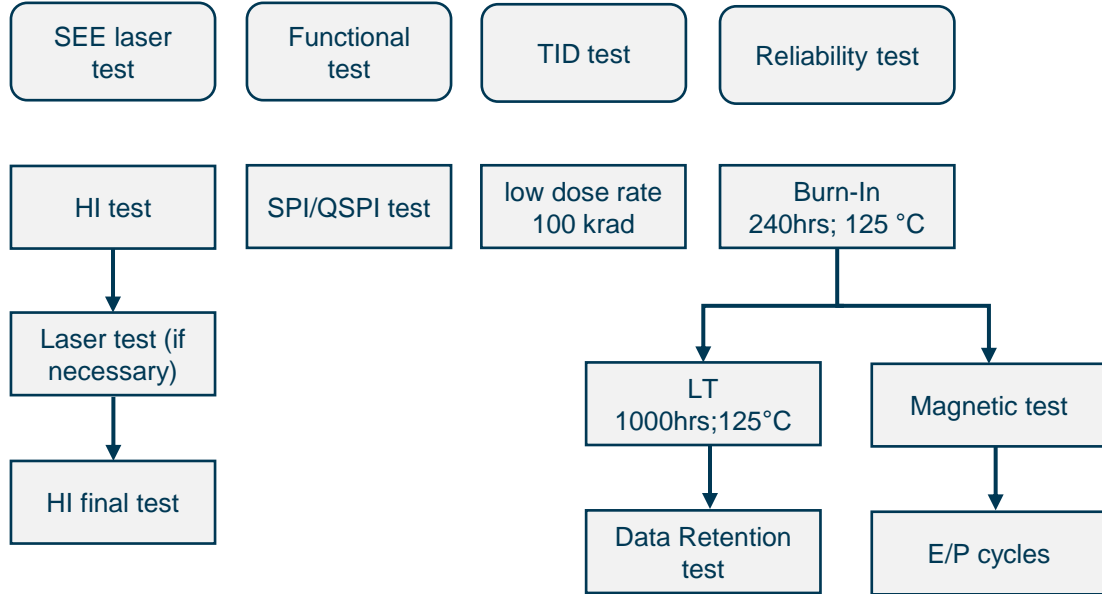 SEE laser
test
Functional
test
TID test
Reliability test
HI test
SPI/QSPI test
low dose rate
100 krad
Burn-In
240hrs; 125 °C
Laser test (if
necessary)
LT
1000hrs;125°C
Magnetic test
HI final test
Data Retention
test
E/P cycles